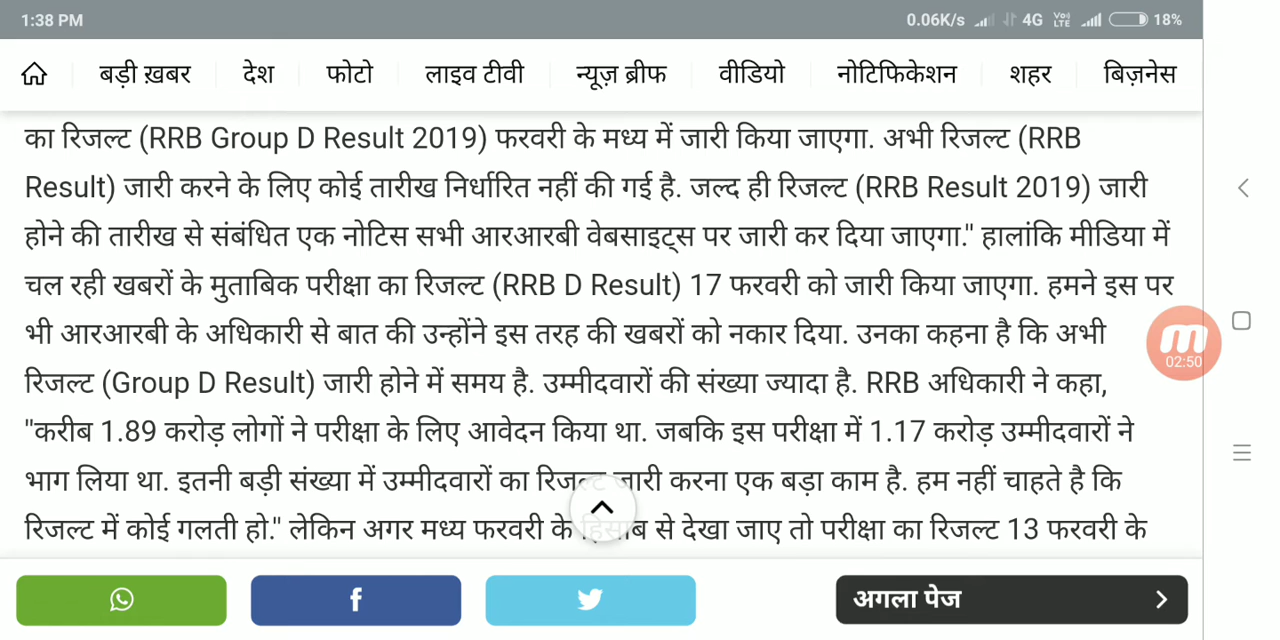 1:38 PM 0.06K/s 4G VoIP LTE 18%
बड़ी ख़बर देश फोटो लाइव टीवी न्यूज़ ब्रीफ वीडियो नोटिफिकेशन शहर बिज़नेस
का रिजल्ट (RRB Group D Result 2019) फरवरी के मध्य में जारी किया जाएगा. अभी रिजल्ट (RRB
Result) जारी करने के लिए कोई तारीख निर्धारित नहीं की गई है. जल्द ही रिजल्ट (RRB Result 2019) जारी
होने की तारीख से संबंधित एक नोटिस सभी आरआरबी वेबसाइट्स पर जारी कर दिया जाएगा." हालांकि मीडिया में
चल रही खबरों के मुताबिक परीक्षा का रिजल्ट (RRB D Result) 17 फरवरी को जारी किया जाएगा. हमने इस पर
भी आरआरबी के अधिकारी से बात की उन्होंने इस तरह की खबरों को नकार दिया. उनका कहना है कि अभी
02:50
रिजल्ट (Group D Result) जारी होने में समय है. उम्मीदवारों की संख्या ज्यादा है. RRB अधिकारी ने कहा,
"करीब 1.89 करोड़ लोगों ने परीक्षा के लिए आवेदन किया था. जबकि इस परीक्षा में 1.17 करोड़ उम्मीदवारों ने
भाग लिया था. इतनी बड़ी संख्या में उम्मीदवारों का रिजल्ट जारी करना एक बड़ा काम है. हम नहीं चाहते है कि
रिजल्ट में कोई गलती हो." लेकिन अगर मध्य फरवरी के हिसाब से देखा जाए तो परीक्षा का रिजल्ट 13 फरवरी के
अगला पेज